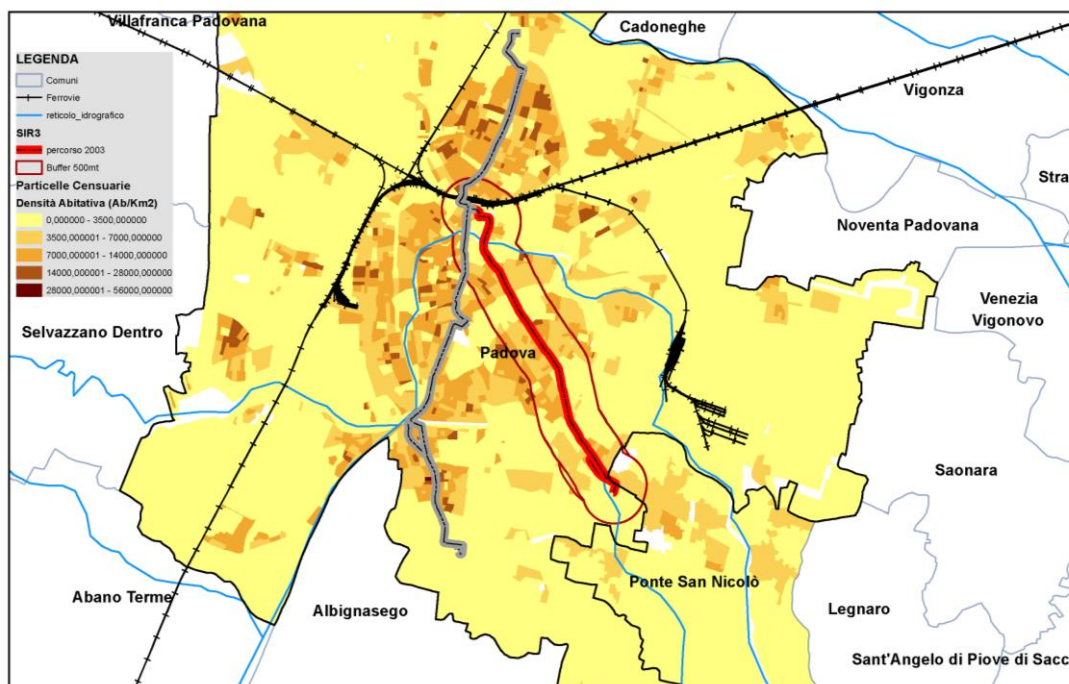 Villafranca Padovana
Cadoneghe
LEGENDA
Comuni
Ferrovie
reticolo_idrografico
SIR3
percorso 2003
Buffer 500mt
Particelle Censuarie
Densità Abitativa (Ab/Km2)
0,000000 - 3500,000000
3500,000001 - 7000,000000
7000,000001 - 14000,000000
14000,000001 - 28000,000000
28000,000001 - 56000,000000
Vigonza
Stra
Noventa Padovana
Venezia
Vigonovo
Selvazzano Dentro
Padova
Saonara
Ponte San Nicolò
Abano Terme
Albignasego
Legnaro
Sant'Angelo di Piove di Sacc